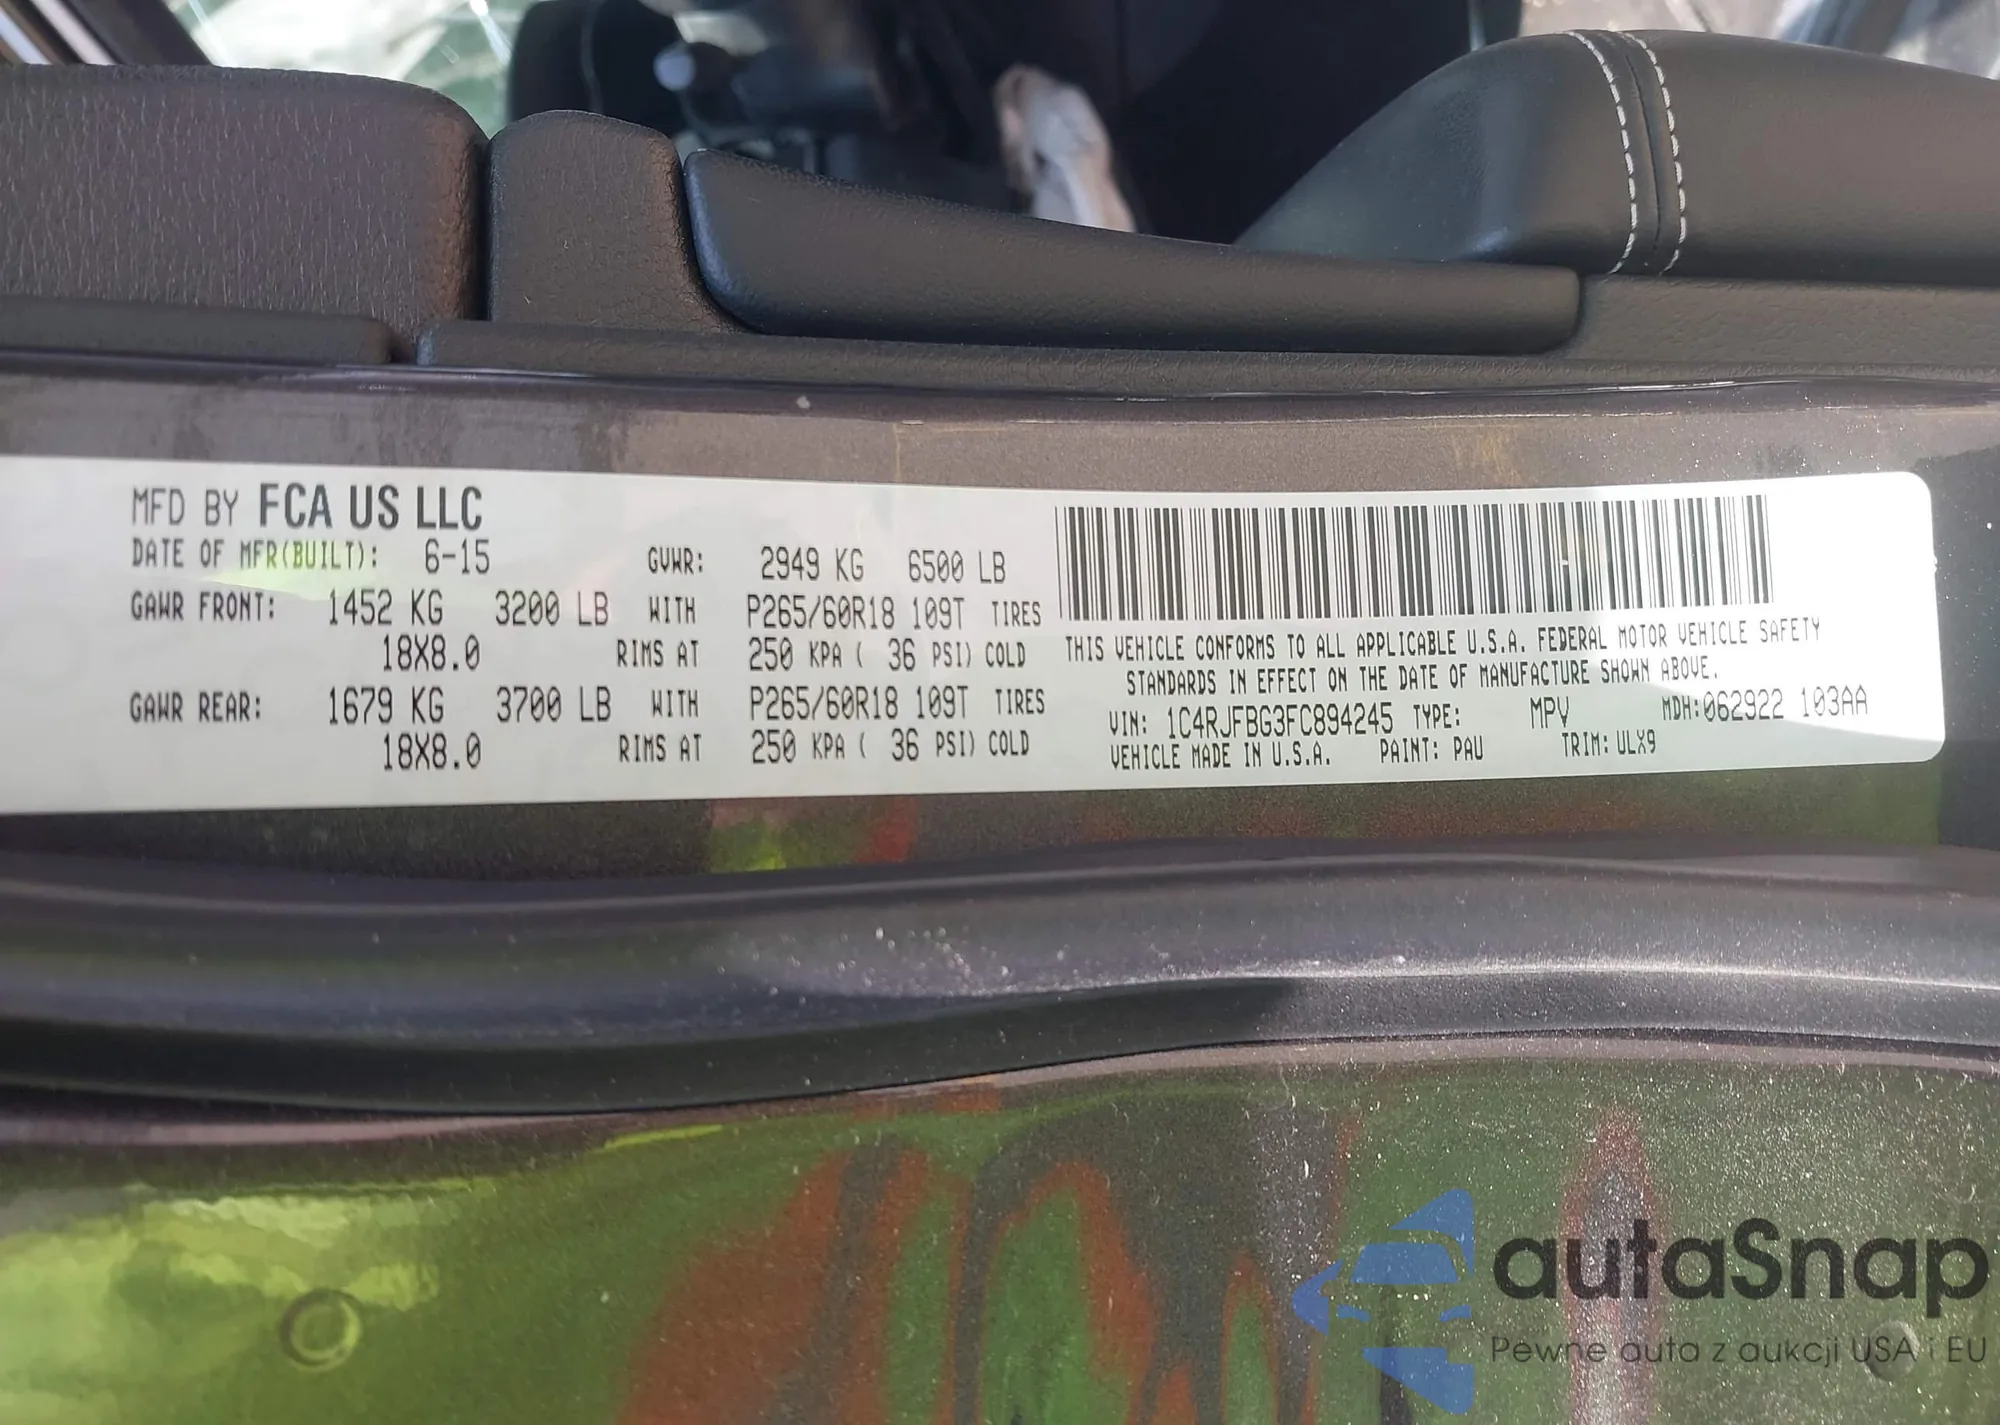 MFD BY FCA US LLC
DATE OF MFR(BUILT): 6-15 GVWR: 2949 KG 6500 LB
GAWR FRONT: 1452 KG 3200 LB WITH P265/60R18 109T TIRES
18X8.0 RIMS AT 250 KPA ( 36 PSI) COLD
GAWR REAR: 1679 KG 3700 LB WITH P265/60R18 109T TIRES
18X8.0 RIMS AT 250 KPA ( 36 PSI) COLD
THIS VEHICLE CONFORMS TO ALL APPLICABLE U.S.A. FEDERAL MOTOR VEHICLE SAFETY
STANDARDS IN EFFECT ON THE DATE OF MANUFACTURE SHOWN ABOVE.
VIN: 1C4RJFBG3FC894245 TYPE: MPV MDH:062922 103AA
VEHICLE MADE IN U.S.A. PAINT: PAU TRIM: ULX9
autaSnap
Pewne auta z aukcji USA i EU